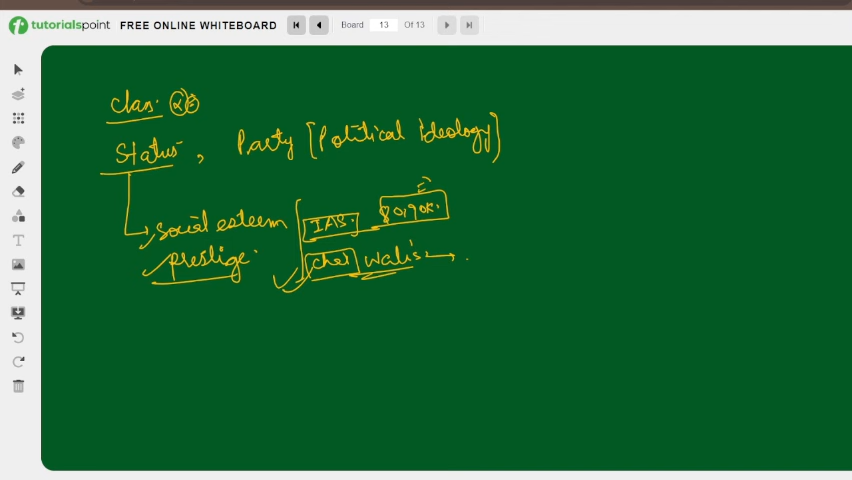 tutorialspoint FREE ONLINE WHITEBOARD Board 13 Of 13
Class.
Status, Party [Political Ideology]
Social esteem
IAS. 80,90K.
prestige.
walis